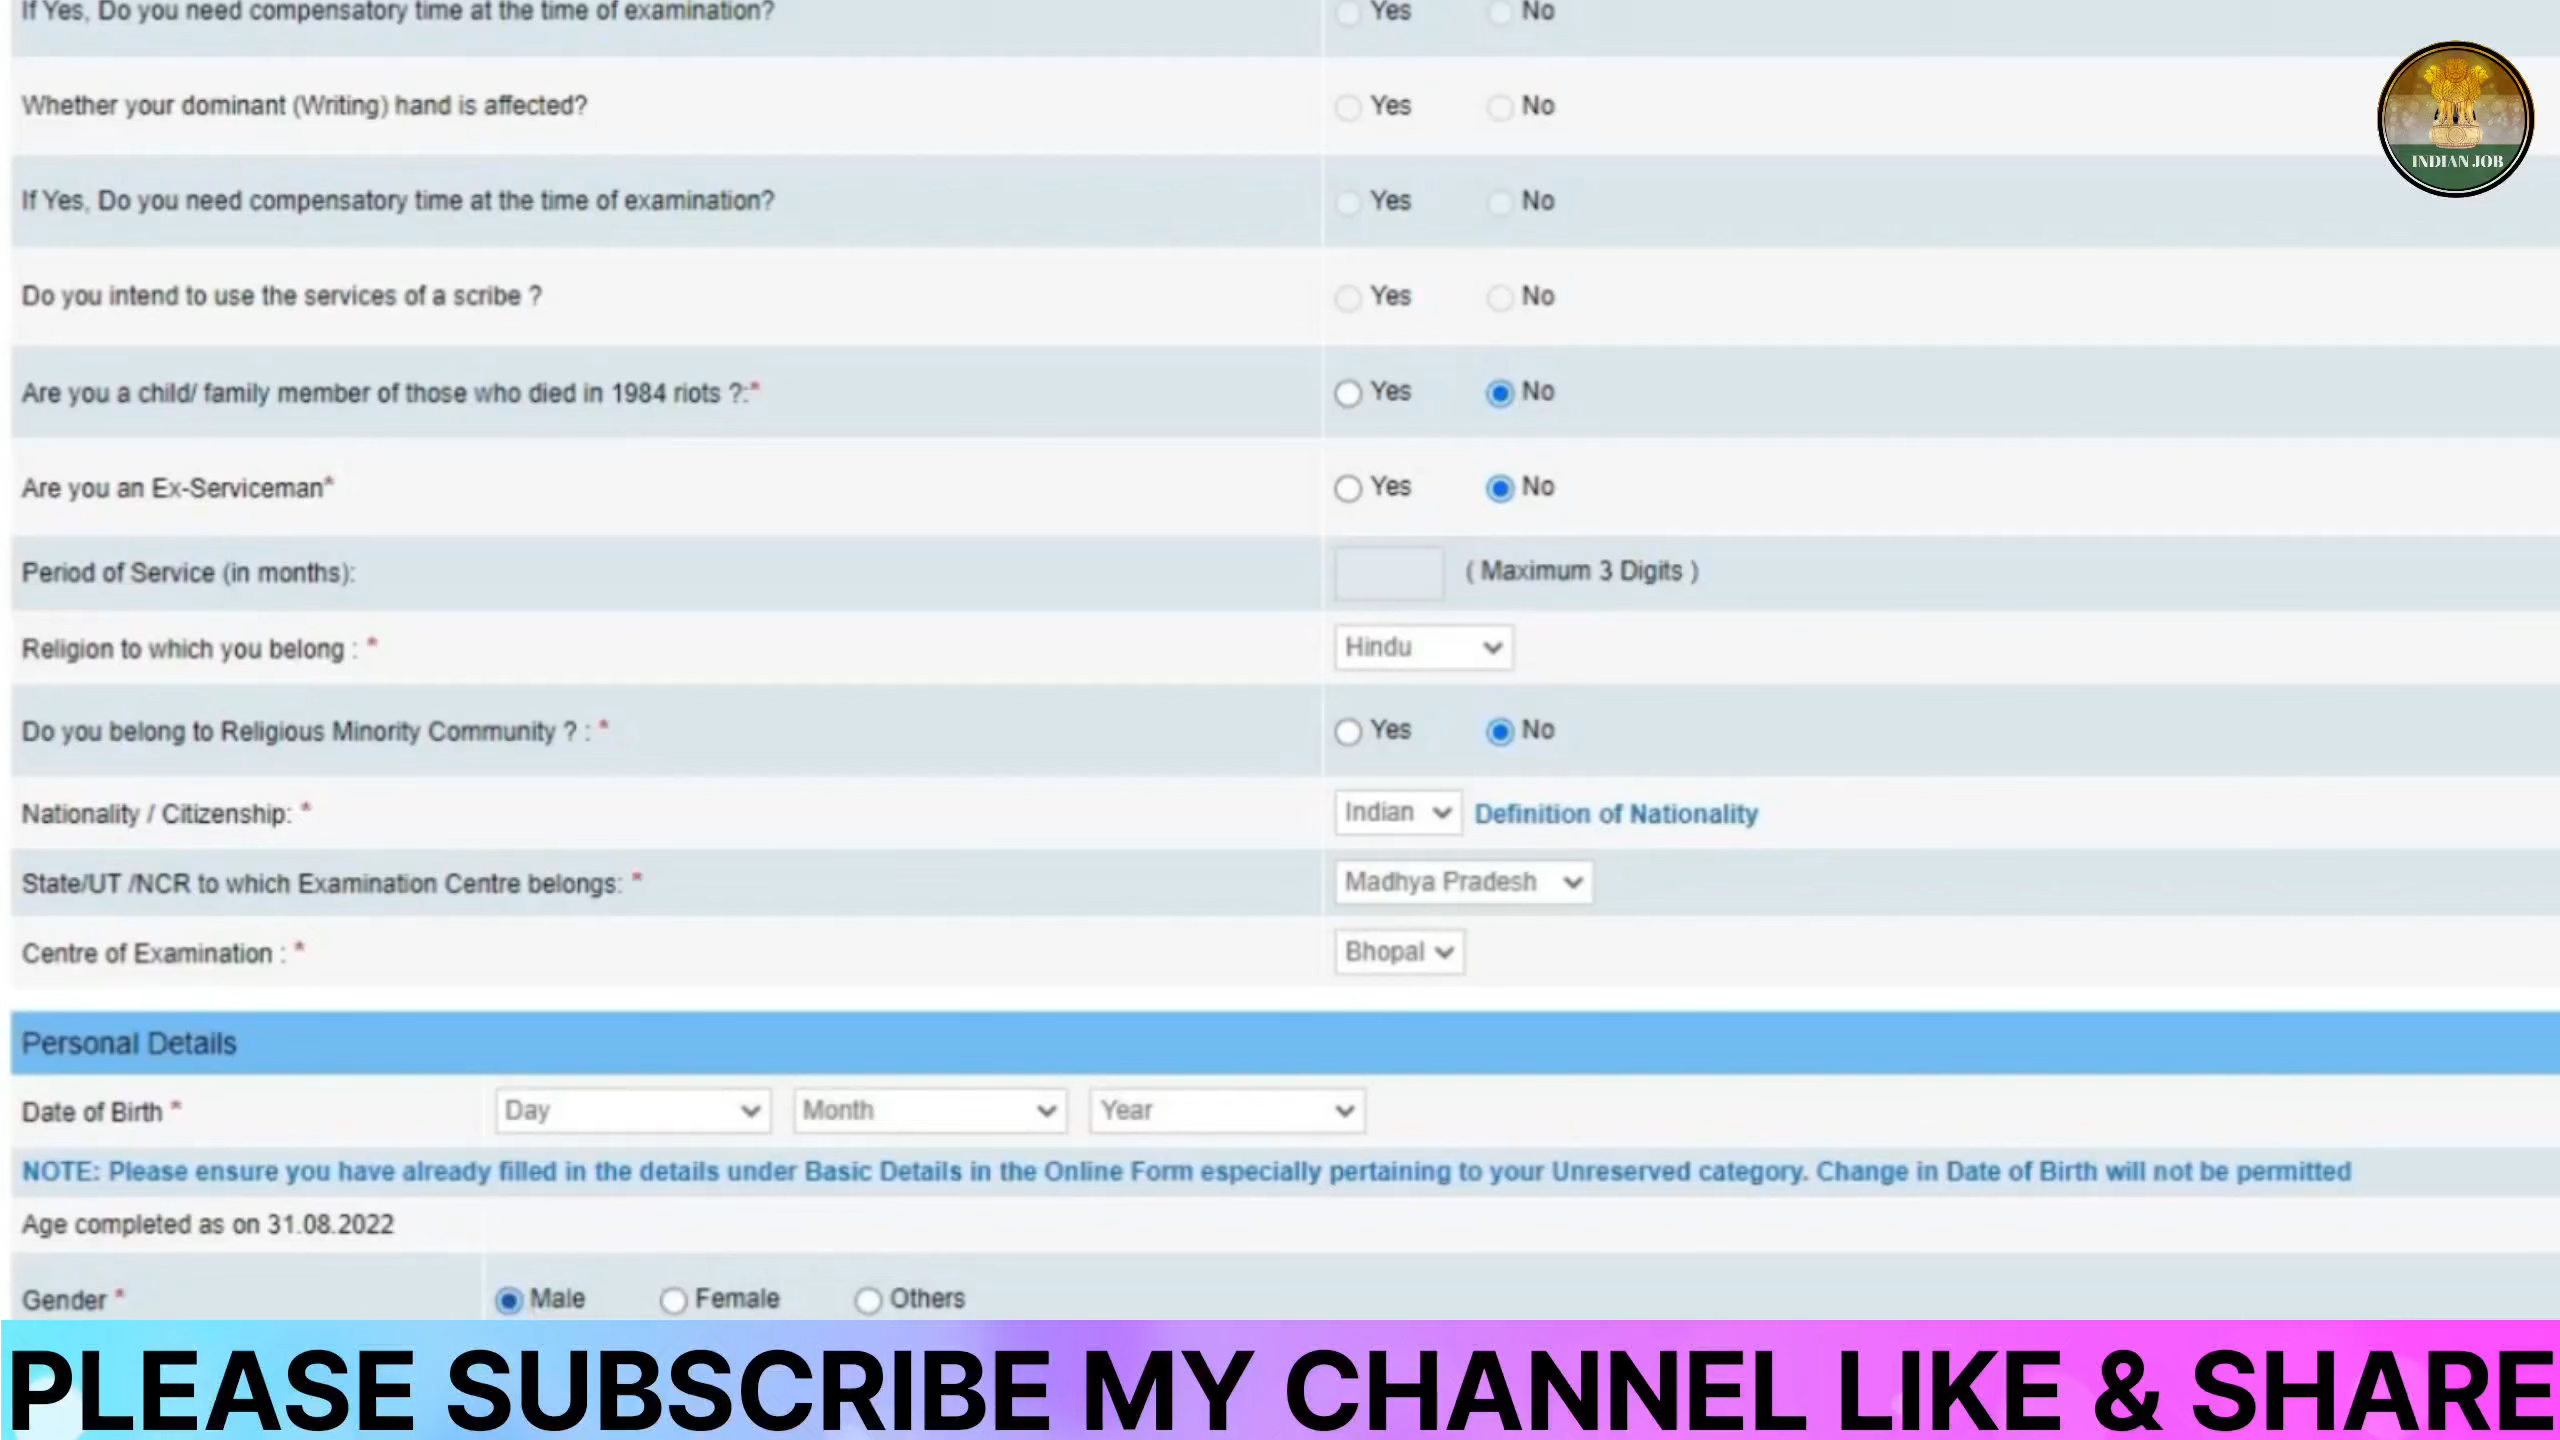 If Yes, Do you need compensatory time at the time of examination? Yes No
INDIAN JOB
Whether your dominant (Writing) hand is affected? Yes No
If Yes, Do you need compensatory time at the time of examination? Yes No
Do you intend to use the services of a scribe ? Yes No
Are you a child/ family member of those who died in 1984 riots ?:* Yes No
Are you an Ex-Serviceman* Yes No
Period of Service (in months): ( Maximum 3 Digits )
Religion to which you belong : * Hindu
Do you belong to Religious Minority Community ? : * Yes No
Nationality / Citizenship: * Indian Definition of Nationality
State/UT /NCR to which Examination Centre belongs: * Madhya Pradesh
Centre of Examination : * Bhopal
Personal Details
Date of Birth * Day Month Year
NOTE: Please ensure you have already filled in the details under Basic Details in the Online Form especially pertaining to your Unreserved category. Change in Date of Birth will not be permitted
Age completed as on 31.08.2022
Gender * Male Female Others
PLEASE SUBSCRIBE MY CHANNEL LIKE & SHARE